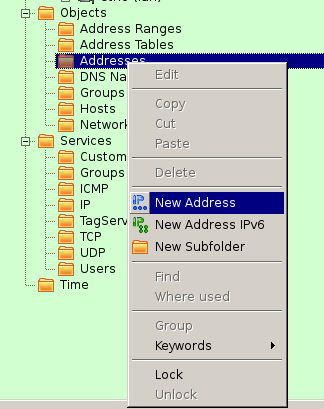 Objects
Address Ranges
Address Tables
Addresses
DNS Na
Groups
Hosts
Network
Services
Custom
Groups
ICMP
IP
TagServ
TCP
UDP
Users
Time
Edit
Copy
Cut
Paste
Delete
New Address
New Address IPv6
New Subfolder
Find
Where used
Group
Keywords
Lock
Unlock